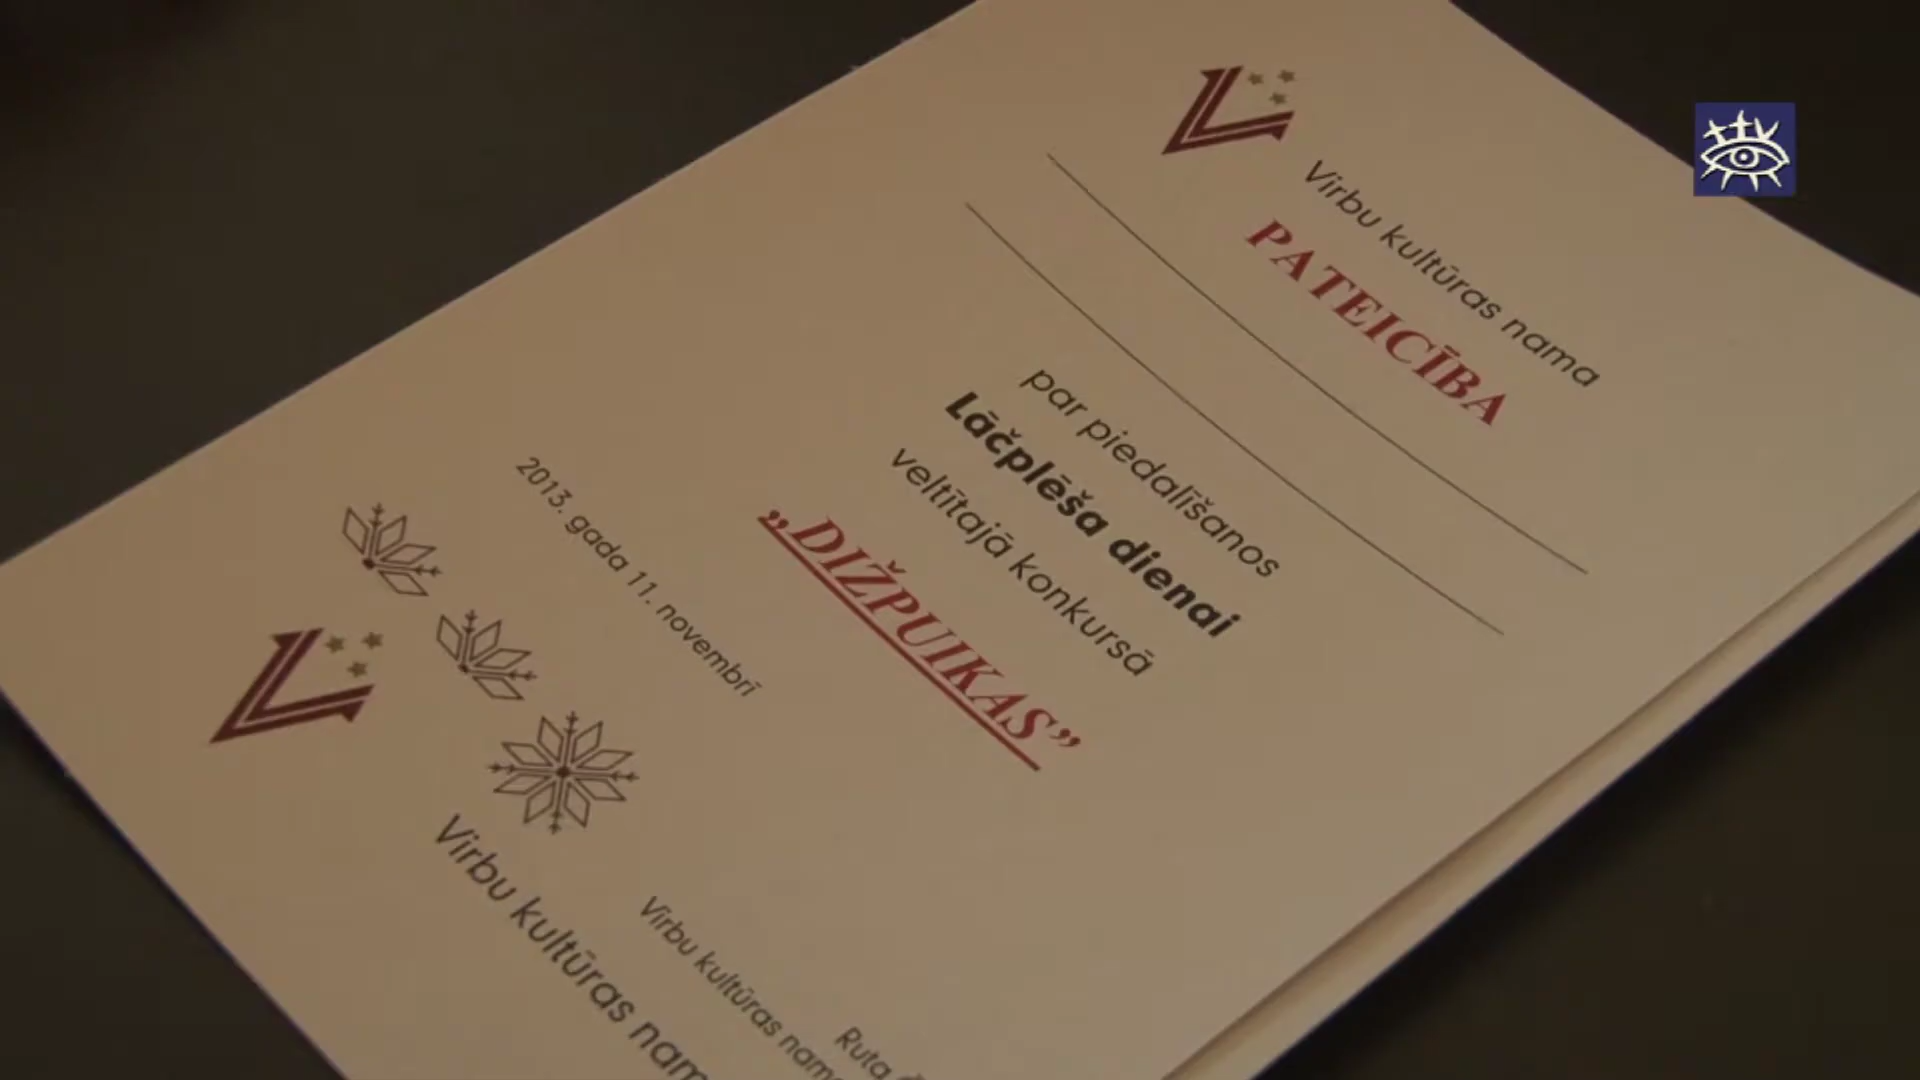 Virbu kultūras nama
PATEICĪBA
par piedalīšanos
Lāčplēša dienai
veltītajā konkursā
„DIŽPUIKAS”
2013. gada 11. novembrī
Virbu kultūras
Virbu kultūras
Ruta